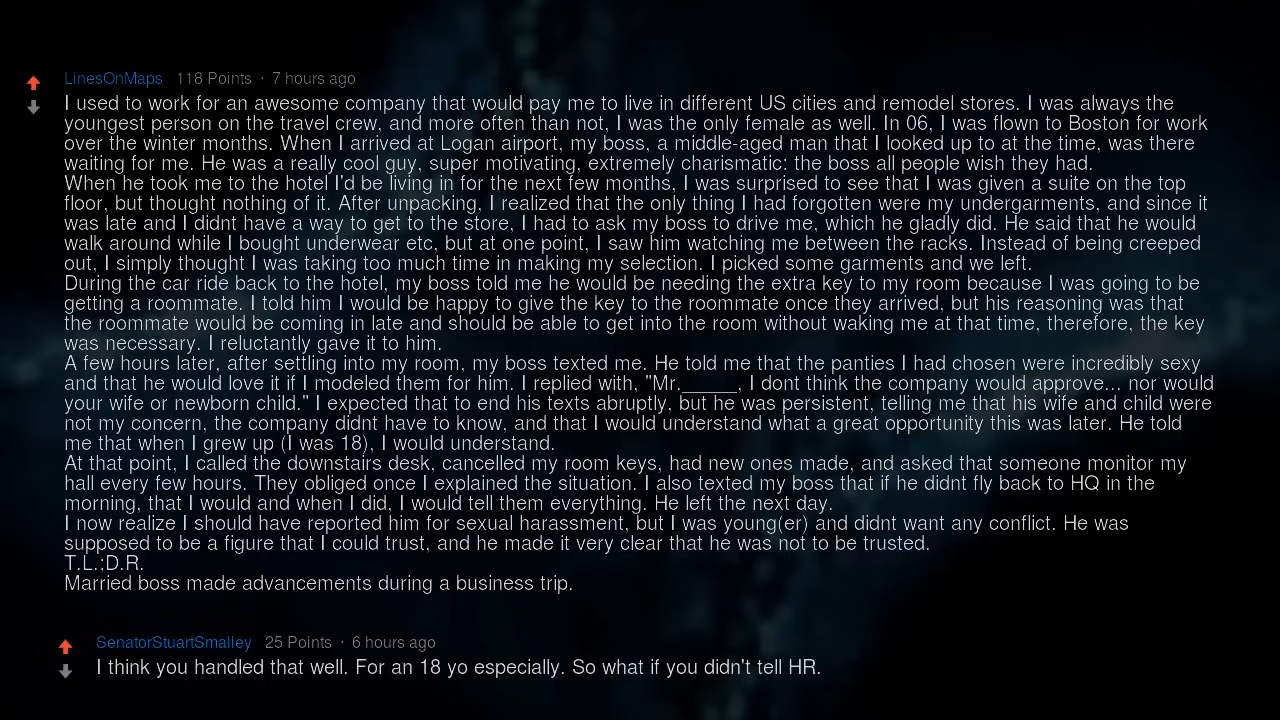 LinesOnMaps 118 Points · 7 hours ago
I used to work for an awesome company that would pay me to live in different US cities and remodel stores. I was always the
youngest person on the travel crew, and more often than not, I was the only female as well. In 06, I was flown to Boston for work
over the winter months. When I arrived at Logan airport, my boss, a middle-aged man that I looked up to at the time, was there
waiting for me. He was a really cool guy, super motivating, extremely charismatic: the boss all people wish they had.
When he took me to the hotel I'd be living in for the next few months, I was surprised to see that I was given a suite on the top
floor, but thought nothing of it. After unpacking, I realized that the only thing I had forgotten were my undergarments, and since it
was late and I didnt have a way to get to the store, I had to ask my boss to drive me, which he gladly did. He said that he would
walk around while I bought underwear etc, but at one point, I saw him watching me between the racks. Instead of being creeped
out, I simply thought I was taking too much time in making my selection. I picked some garments and we left.
During the car ride back to the hotel, my boss told me he would be needing the extra key to my room because I was going to be
getting a roommate. I told him I would be happy to give the key to the roommate once they arrived, but his reasoning was that
the roommate would be coming in late and should be able to get into the room without waking me at that time, therefore, the key
was necessary. I reluctantly gave it to him.
A few hours later, after settling into my room, my boss texted me. He told me that the panties I had chosen were incredibly sexy
and that he would love it if I modeled them for him. I replied with, "Mr._____, I dont think the company would approve... nor would
your wife or newborn child." I expected that to end his texts abruptly, but he was persistent, telling me that his wife and child were
not my concern, the company didnt have to know, and that I would understand what a great opportunity this was later. He told
me that when I grew up (I was 18), I would understand.
At that point, I called the downstairs desk, cancelled my room keys, had new ones made, and asked that someone monitor my
hall every few hours. They obliged once I explained the situation. I also texted my boss that if he didnt fly back to HQ in the
morning, that I would and when I did, I would tell them everything. He left the next day.
I now realize I should have reported him for sexual harassment, but I was young(er) and didnt want any conflict. He was
supposed to be a figure that I could trust, and he made it very clear that he was not to be trusted.
T.L.;D.R.
Married boss made advancements during a business trip.
SenatorStuartSmalley 25 Points · 6 hours ago
I think you handled that well. For an 18 yo especially. So what if you didn't tell HR.